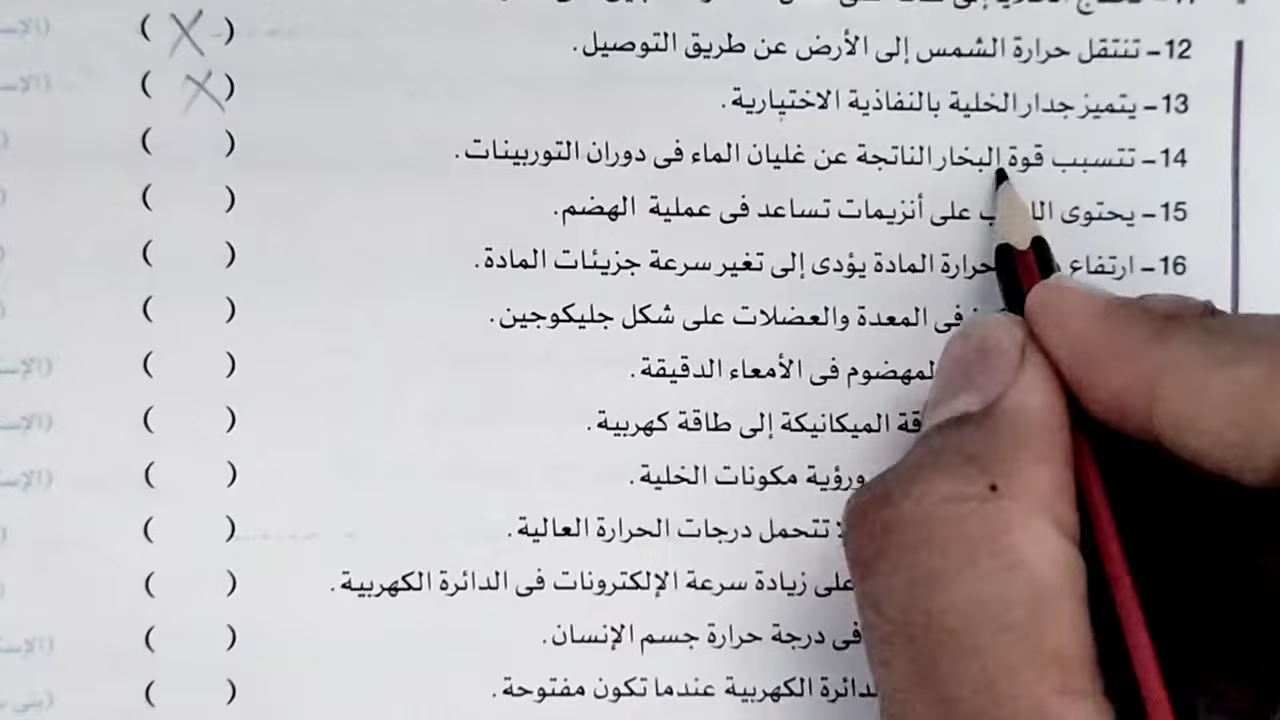 12- تنتقل حرارة الشمس إلى الأرض عن طريق التوصيل. ( X )
13- يتميز جدار الخلية بالنفاذية الاختيارية. ( X )
14- تتسبب قوة البخار الناتجة عن غليان الماء فى دوران التوربينات. ( )
15- يحتوى على أنزيمات تساعد فى عملية الهضم. ( )
16- ارتفاع حرارة المادة يؤدى إلى تغير سرعة جزيئات المادة. ( )
فى المعدة والعضلات على شكل جليكوجين. ( )
المهضوم فى الأمعاء الدقيقة. ( )
الميكانيكة إلى طاقة كهربية. ( )
ورؤية مكونات الخلية. ( )
لا تتحمل درجات الحرارة العالية. ( )
على زيادة سرعة الإلكترونات فى الدائرة الكهربية. ( )
فى درجة حرارة جسم الإنسان. ( )
الدائرة الكهربية عندما تكون مفتوحة. ( )